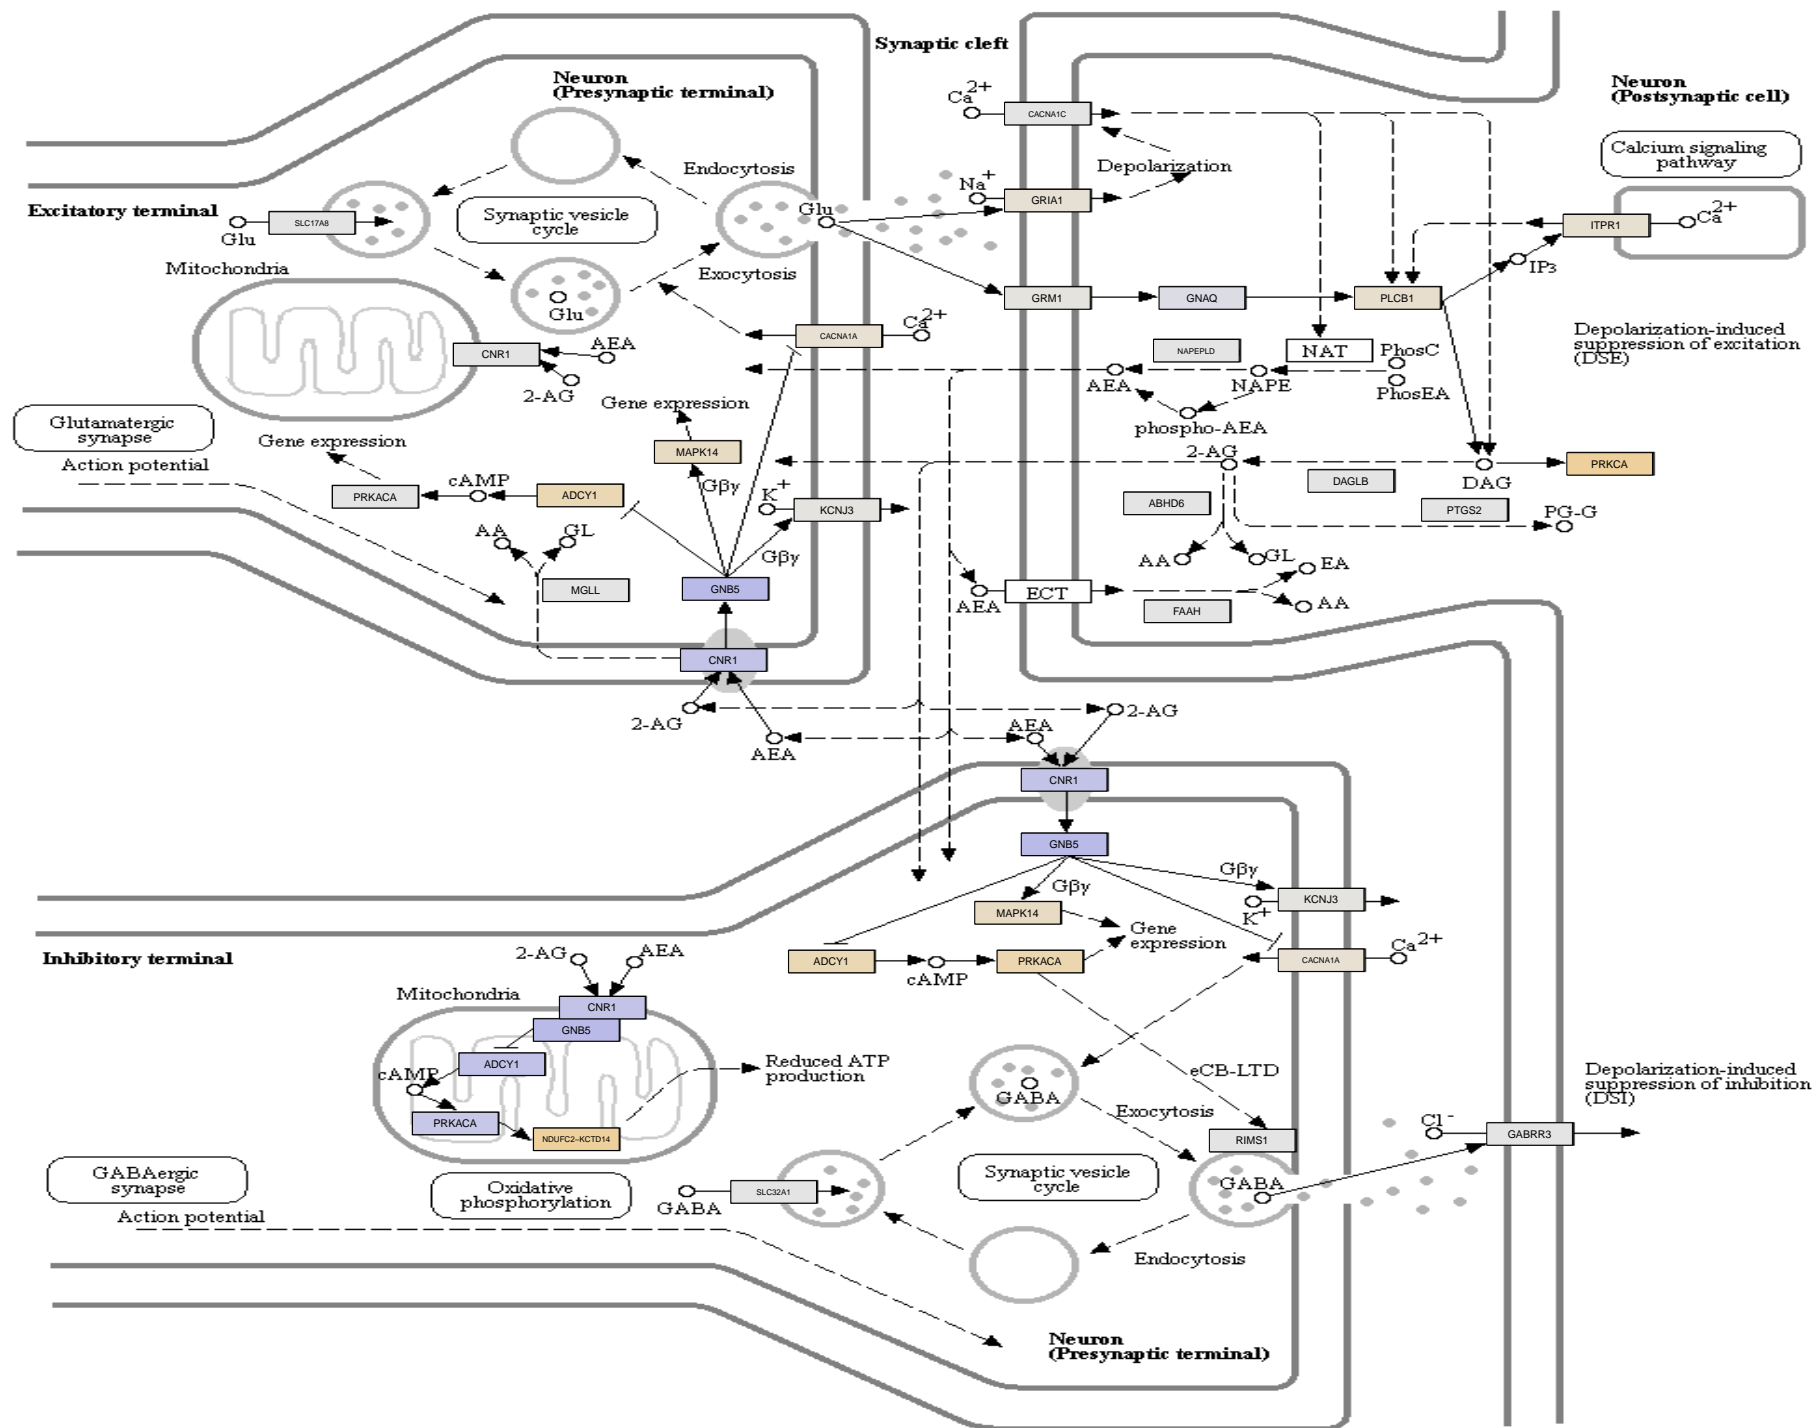 Synaptic cleft
Neuron
(Presynaptic terminal)
Neuron
(Postsynaptic cell)
Ca2+
CACNA1C
Calcium signaling
pathway
Endocytosis
Depolarization
Na+
GRIA1
Excitatory terminal
SLC17A8
Glu
Synaptic vesicle
cycle
Glu
ITPR1
Ca2+
Mitochondria
Exocytosis
IP3
Glu
GRM1
GNAQ
PLCB1
CACNA1A
Ca2+
Depolarization-induced
suppression of excitation
(DSE)
CNR1
AEA
2-AG
NAPEPLD
NAT
PhosC
AEA
NAPE
PhosEA
phospho-AEA
Gene expression
Glutamatergic
synapse
Gene expression
MAPK14
Action potential
2-AG
DAG
PRKCA
DAGLB
cAMP
ADCY1
PRKACA
Gβγ
K+
KCNJ3
ABHD6
PTGS2
PG-G
AA
GL
Gβγ
AA
GL
EA
MGLL
GNB5
AEA
ECT
FAAH
AA
CNR1
2-AG
AEA
AEA
2-AG
CNR1
GNB5
Gβγ
Gβγ
KCNJ3
K+
MAPK14
Gene
expression
Inhibitory terminal
2-AG
AEA
ADCY1
cAMP
PRKACA
CACNA1A
Ca2+
Mitochondria
CNR1
GNB5
ADCY1
cAMP
Reduced ATP
production
PRKACA
NDUFC2−KCTD14
GABA
eCB-LTD
Exocytosis
Depolarization-induced
suppression of inhibition
(DSI)
Cl-
GABRR3
RIMS1
GABAergic
synapse
Oxidative
phosphorylation
SLC32A1
GABA
Synaptic vesicle
cycle
GABA
Action potential
Endocytosis
Neuron
(Presynaptic terminal)